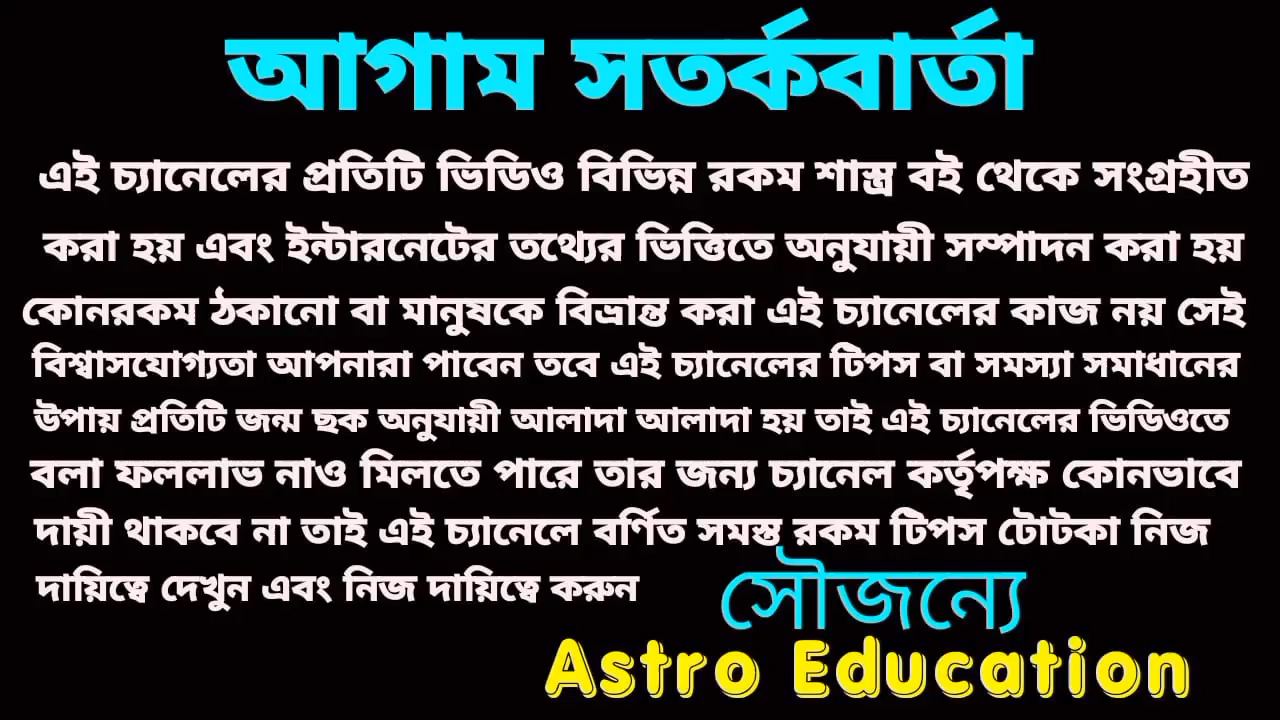 আগাম সতর্কবার্তা
এই চ্যানেলের প্রতিটি ভিডিও বিভিন্ন রকম শাস্ত্র বই থেকে সংগ্রহীত
করা হয় এবং ইন্টারনেটের তথ্যের ভিত্তিতে অনুযায়ী সম্পাদন করা হয়
কোনরকম ঠকানো বা মানুষকে বিভ্রান্ত করা এই চ্যানেলের কাজ নয় সেই
বিশ্বাসযোগ্যতা আপনারা পাবেন তবে এই চ্যানেলের টিপস বা সমস্যা সমাধানের
উপায় প্রতিটি জন্ম ছক অনুযায়ী আলাদা আলাদা হয় তাই এই চ্যানেলের ভিডিওতে
বলা ফললাভ নাও মিলতে পারে তার জন্য চ্যানেল কর্তৃপক্ষ কোনভাবে
দায়ী থাকবে না তাই এই চ্যানেলে বর্ণিত সমস্ত রকম টিপস টোটকা নিজ
দায়িত্বে দেখুন এবং নিজ দায়িত্বে করুন
সৌজন্যে
Astro Education